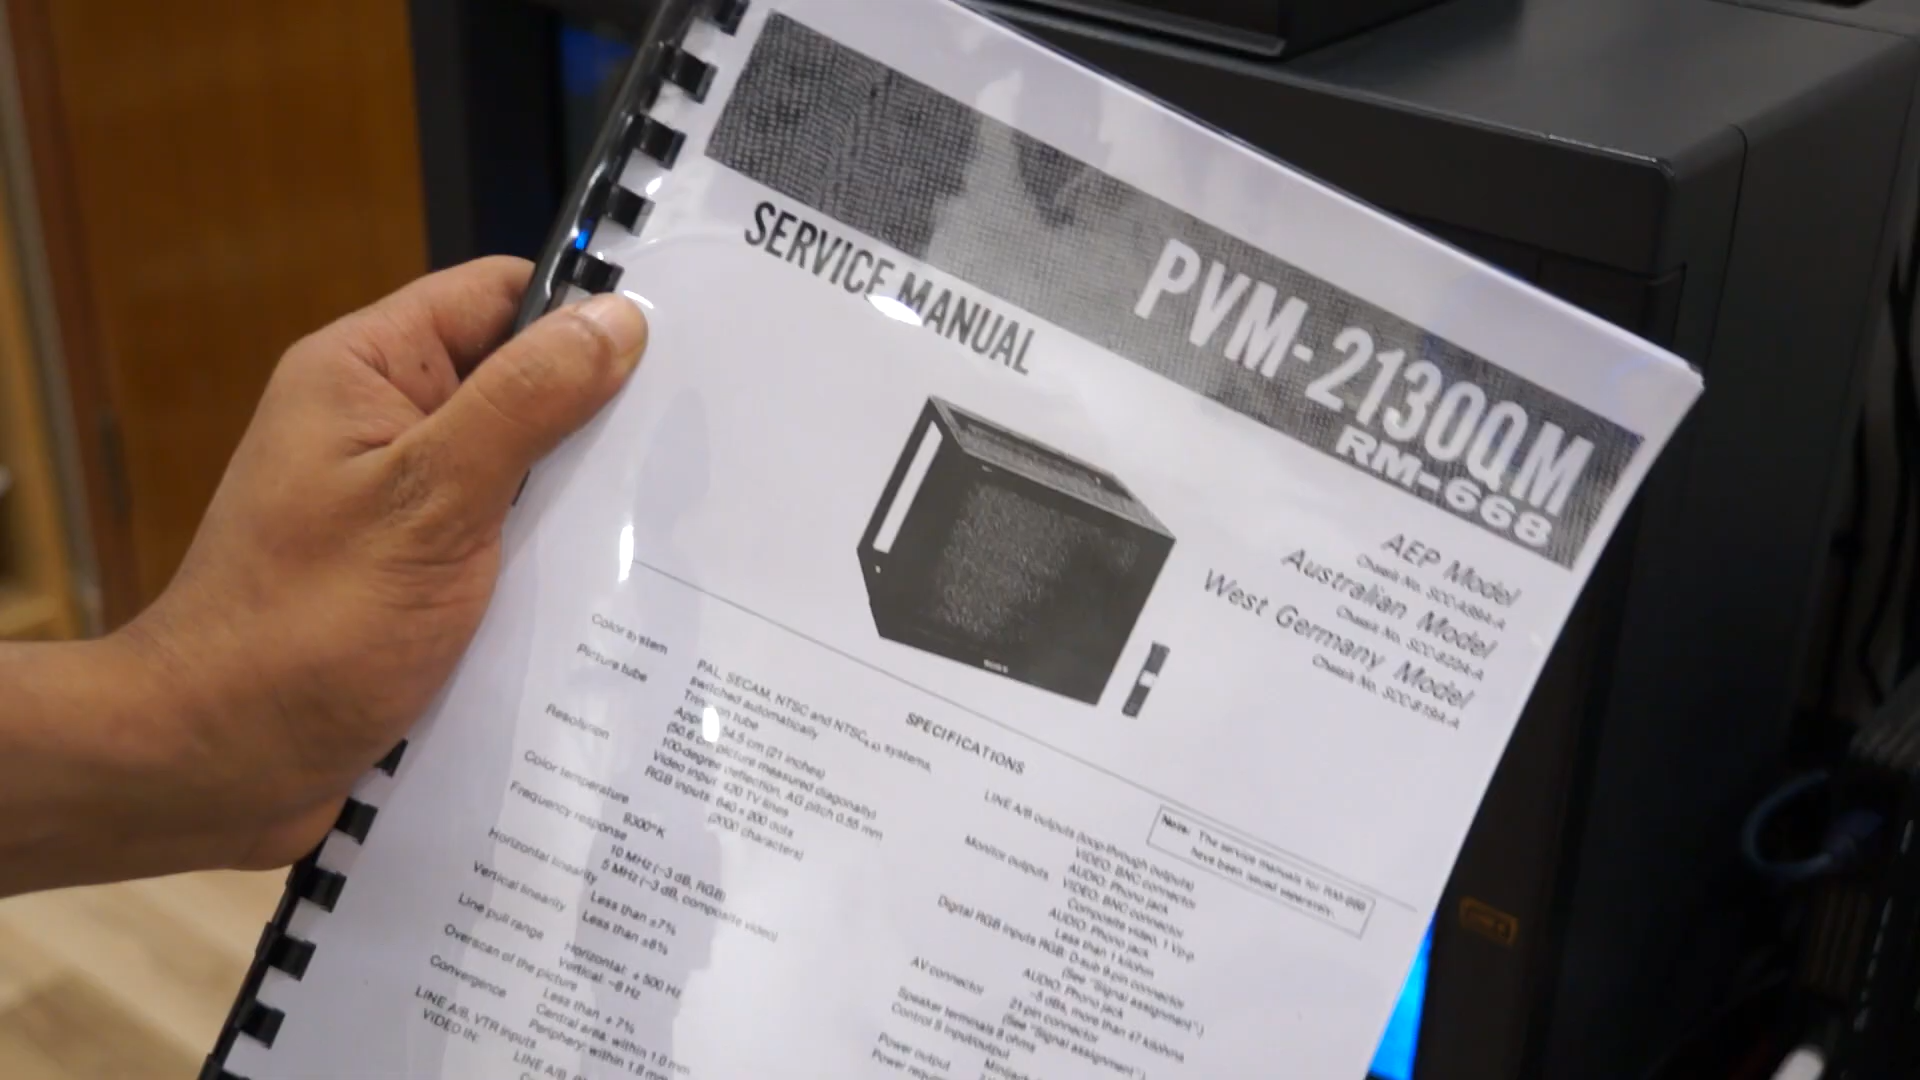 PVM-2130QM
RM-668
SERVICE MANUAL
AEP Model
Chassis No. SCC-
Australian Model
Chassis No. SCC-
West Germany Model
Chassis No. SCC-
SPECIFICATIONS
Color system
PAL, SECAM, NTSC and NTSC4.43 systems,
switched automatically
Picture tube
tube
54.5 cm (21 inches)
(50.6 cm picture measured diagonally)
100-degree deflection, AG pitch 0.55 mm
Resolution
Video input 420 TV lines
RGB inputs 640 × 200 dots
(2000 characters)
Color temperature
9300°K
Frequency response
10 MHz (−3 dB, RGB)
5 MHz (−3 dB, composite video)
Horizontal linearity
Less than ±7%
Vertical linearity
Less than ±6%
Line pull range
Horizontal: + 500 Hz
Vertical: −8 Hz
Overscan of the picture
Less than + 7%
Convergence
Central area: within 1.0 mm
Periphery: within 1.8 mm
LINE A/B, VTR inputs
VIDEO IN:
LINE A/B,
Note: The service manuals for
have been issued separately.
LINE A/B outputs (loop-through outputs)
VIDEO: BNC connector
AUDIO: Phono jack
Monitor outputs
VIDEO: BNC connector
Composite video, 1 Vp-p
AUDIO: Phono jack
Less than 1 kilohm
Digital RGB inputs RGB: D-sub 9-pin connector
(See "Signal assignment".)
AUDIO: Phono jack
−5 dBs, more than 47 kilohms
AV connector
21-pin connector
(See "Signal assignment".)
Speaker terminals 8 ohms
Control S input/output
Power output